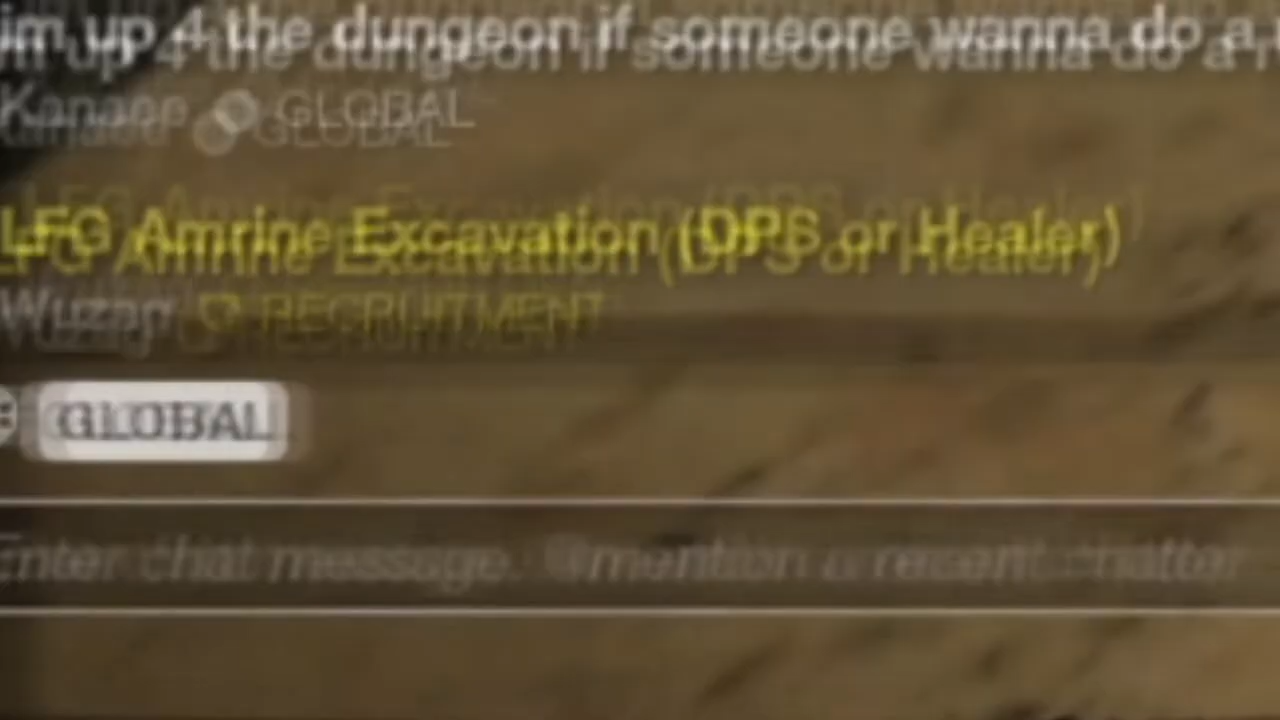 im up 4 the dungeon if someone wanna do a
Kanaee GLOBAL
LFG Amrine Excavation (DPS or Healer)
RECRUITMENT
GLOBAL
Enter chat message. @mention a recent chatter